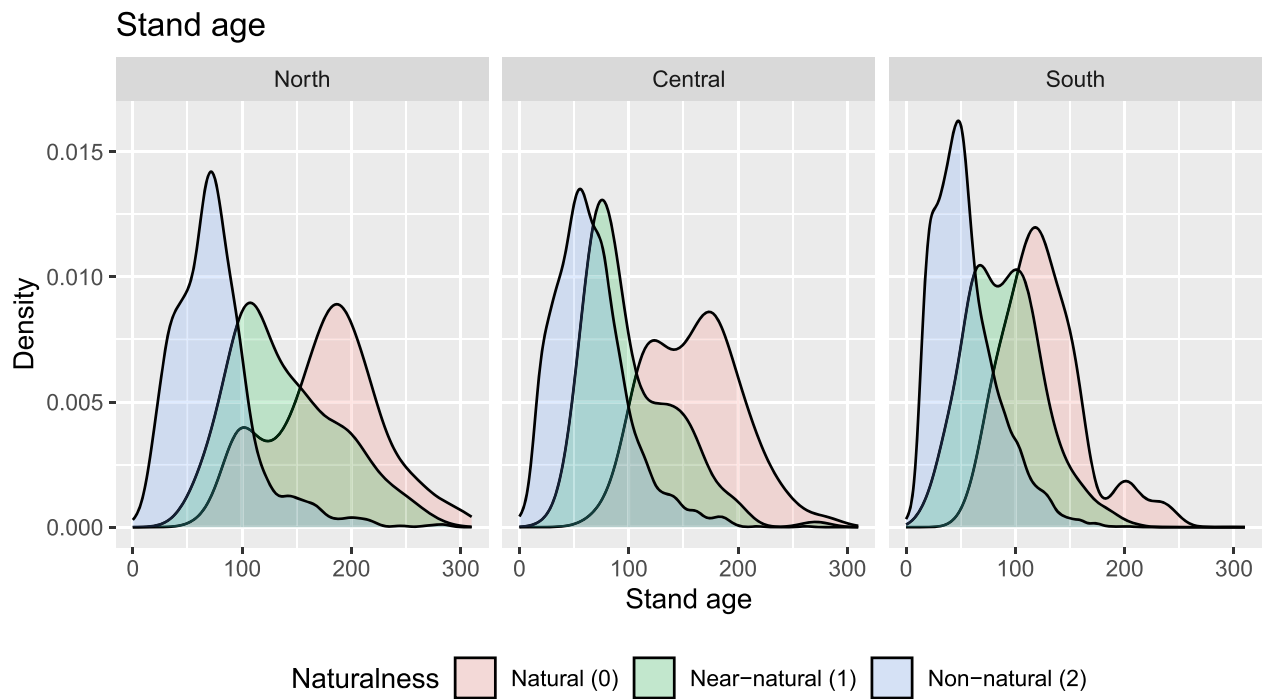 Stand age
North Central South
0.015
0.010
0.005
0.000
Density
0 100 200 300 0 100 200 300 0 100 200 300
Stand age
Naturalness Natural (0) Near−natural (1) Non−natural (2)